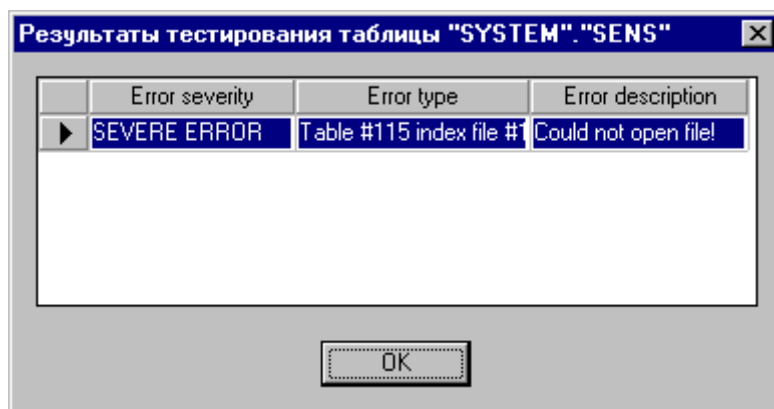 Результаты тестирования таблицы "SYSTEM"."SENS"
Error severity Error type Error description
SEVERE ERROR Table #115 index file #1 Could not open file!
OK